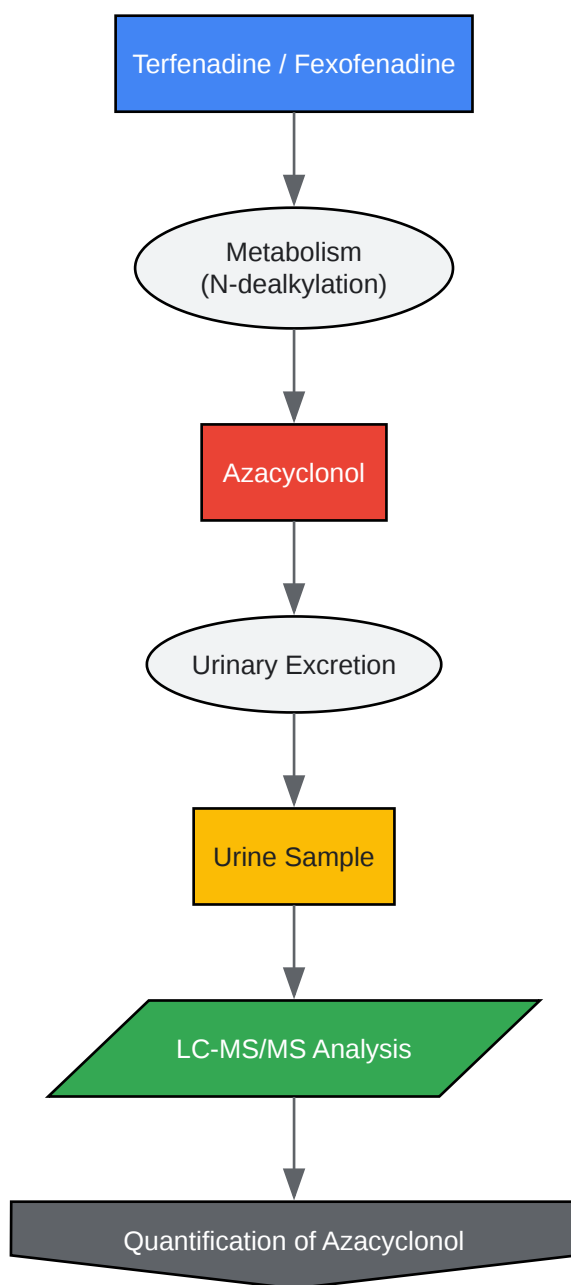 Terfenadine / Fexofenadine
Metabolism
(N-dealkylation)
Azacyclonol
Urinary Excretion
Urine Sample
LC-MS/MS Analysis
Quantification of Azacyclonol